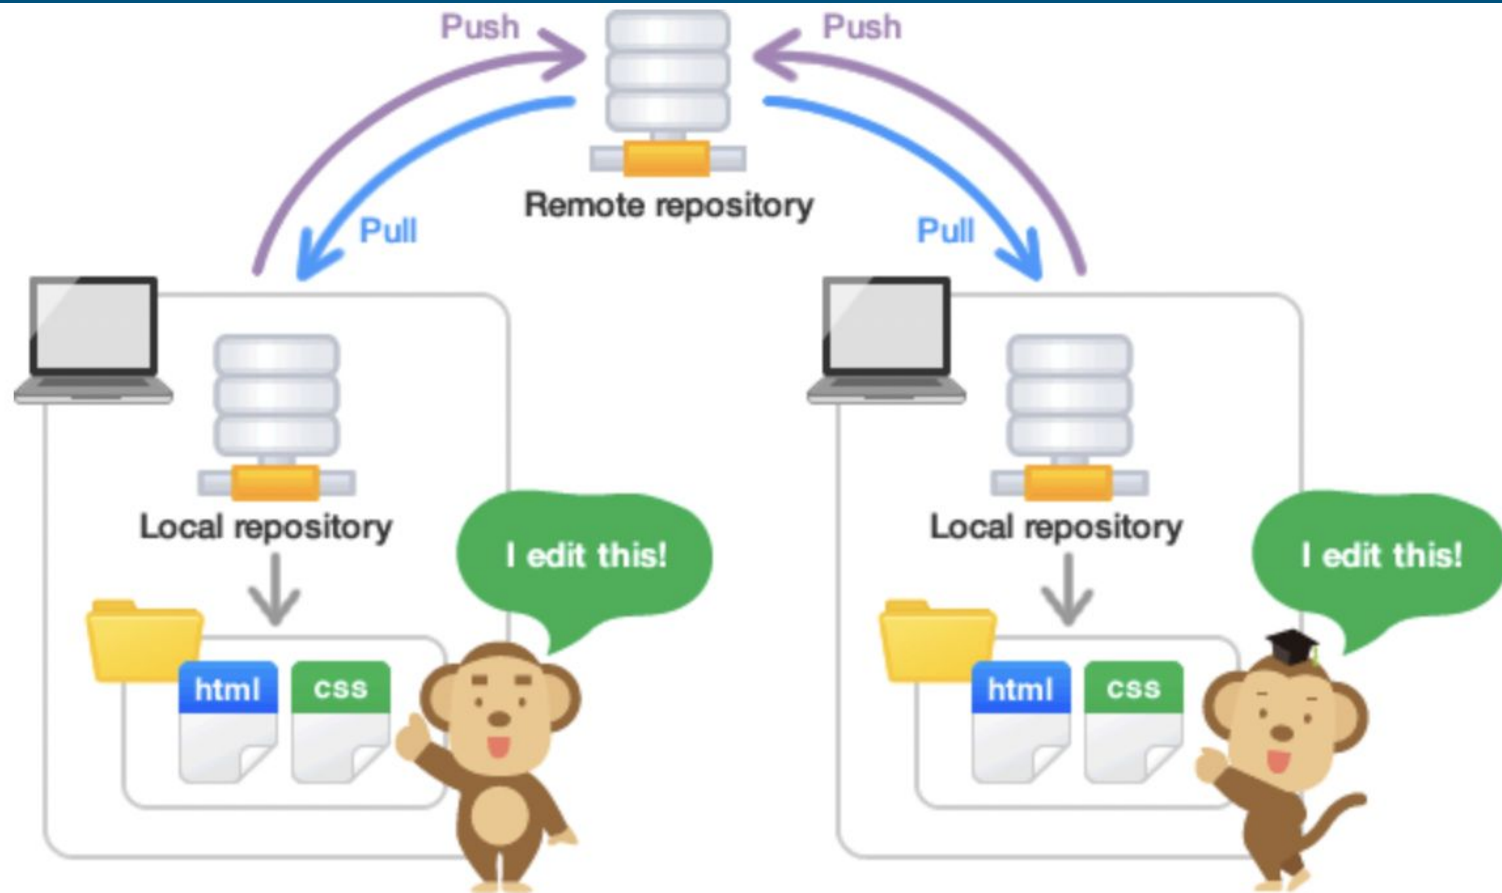 Push
Push
Remote repository
Pull
Pull
Local repository
Local repository
I edit this!
I edit this!
html
css
html
css